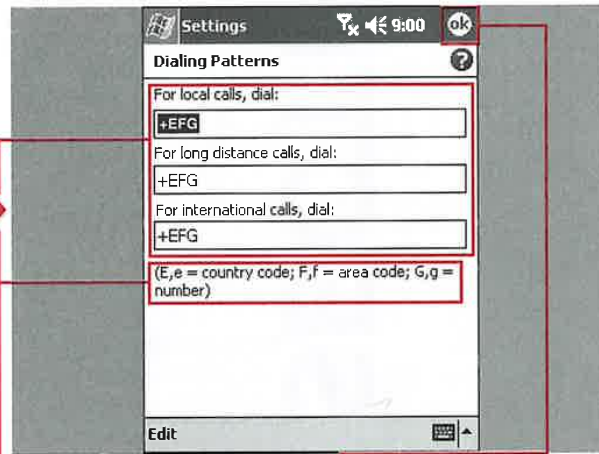 Settings 9:00 ok
Dialing Patterns ?
For local calls, dial:
+EFG
For long distance calls, dial:
+EFG
For international calls, dial:
+EFG
(E,e = country code; F,f = area code; G,g =
number)
Edit